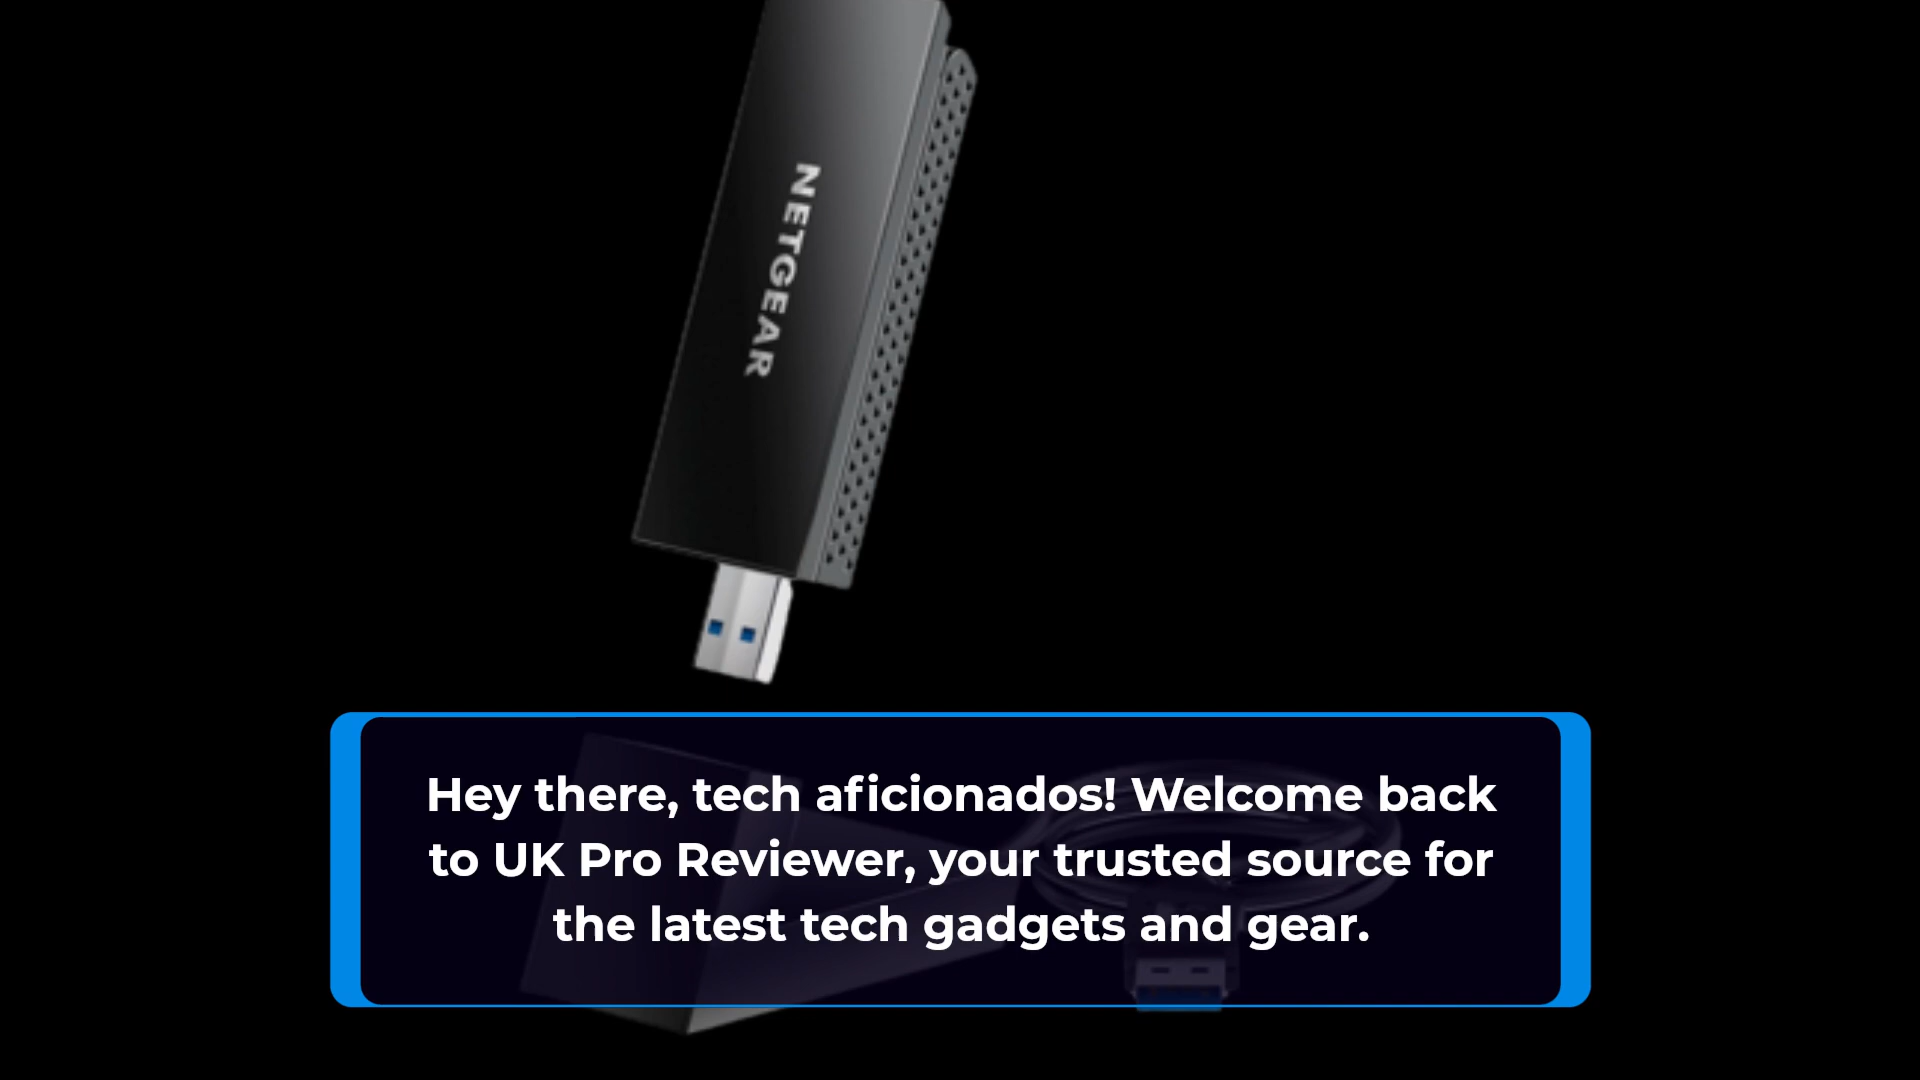 NETGEAR
Hey there, tech aficionados! Welcome back
to UK Pro Reviewer, your trusted source for
the latest tech gadgets and gear.